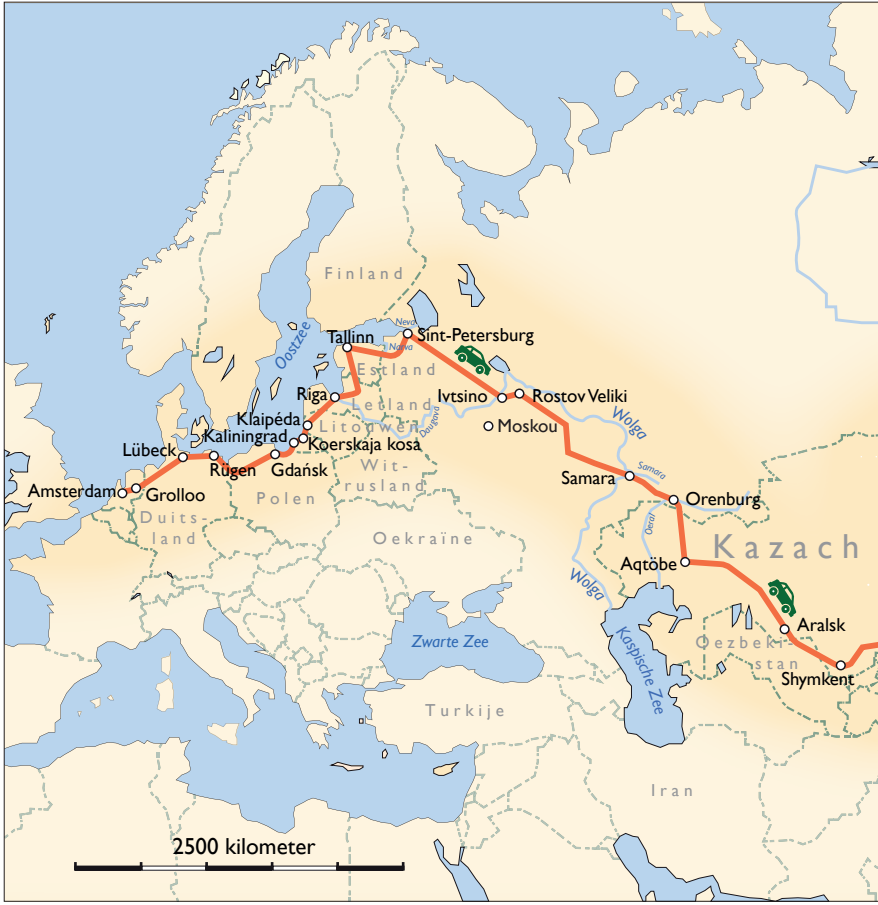 Finland
Neva
Tallinn
Sint-Petersburg
Oostzee
Narva
Estland
Riga
Letland
Ivtsino
Rostov Veliki
Klaipéda
Litouwen
Daugava
Wolga
Moskou
Kaliningrad
Koerskaja kosa
Lübeck
Rügen
Gdańsk
Wit-
rusland
Samara
Samara
Amsterdam
Grolloo
Polen
Orenburg
Duits-
land
Oeral
Oekraïne
Kazach
Aqtöbe
Wolga
Aralsk
Zwarte Zee
Kaspische Zee
Oezbeki-
stan
Shymkent
Turkije
Iran
2500 kilometer